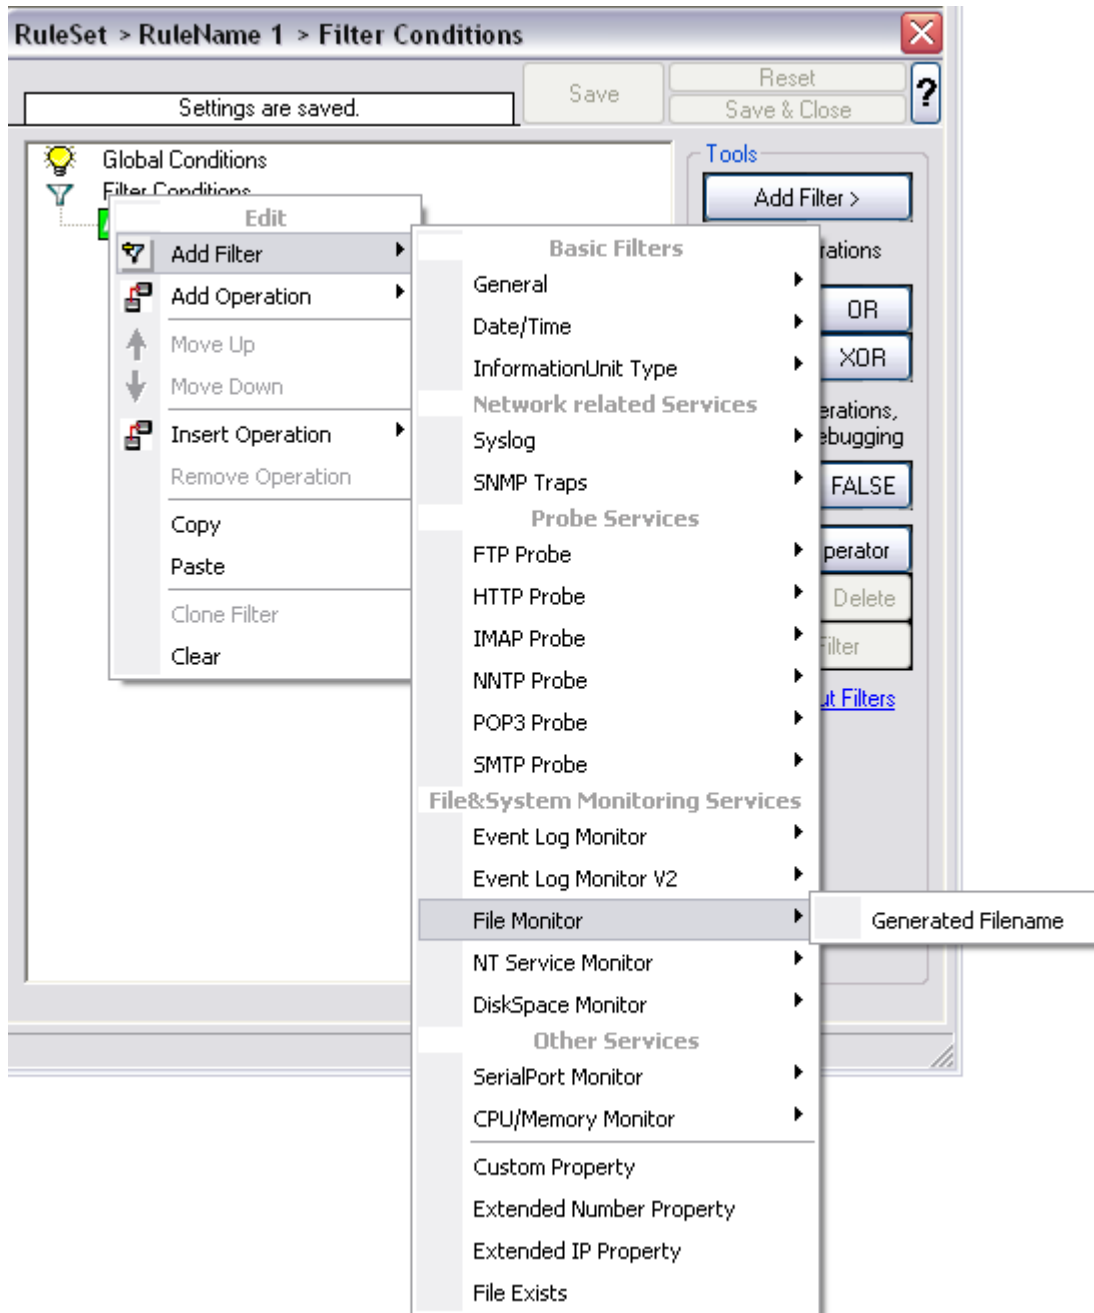 RuleSet > RuleName 1 > Filter Conditions
Settings are saved.
Save
Reset
Save & Close
?
Global Conditions
Filter Conditions
Tools
Add Filter >
OR
XOR
FALSE
Delete
Filters
Edit
Add Filter
Add Operation
Move Up
Move Down
Insert Operation
Remove Operation
Copy
Paste
Clone Filter
Clear
Basic Filters
General
Date/Time
InformationUnit Type
Network related Services
Syslog
SNMP Traps
Probe Services
FTP Probe
HTTP Probe
IMAP Probe
NNTP Probe
POP3 Probe
SMTP Probe
File&System Monitoring Services
Event Log Monitor
Event Log Monitor V2
File Monitor
NT Service Monitor
DiskSpace Monitor
Other Services
SerialPort Monitor
CPU/Memory Monitor
Custom Property
Extended Number Property
Extended IP Property
File Exists
Generated Filename